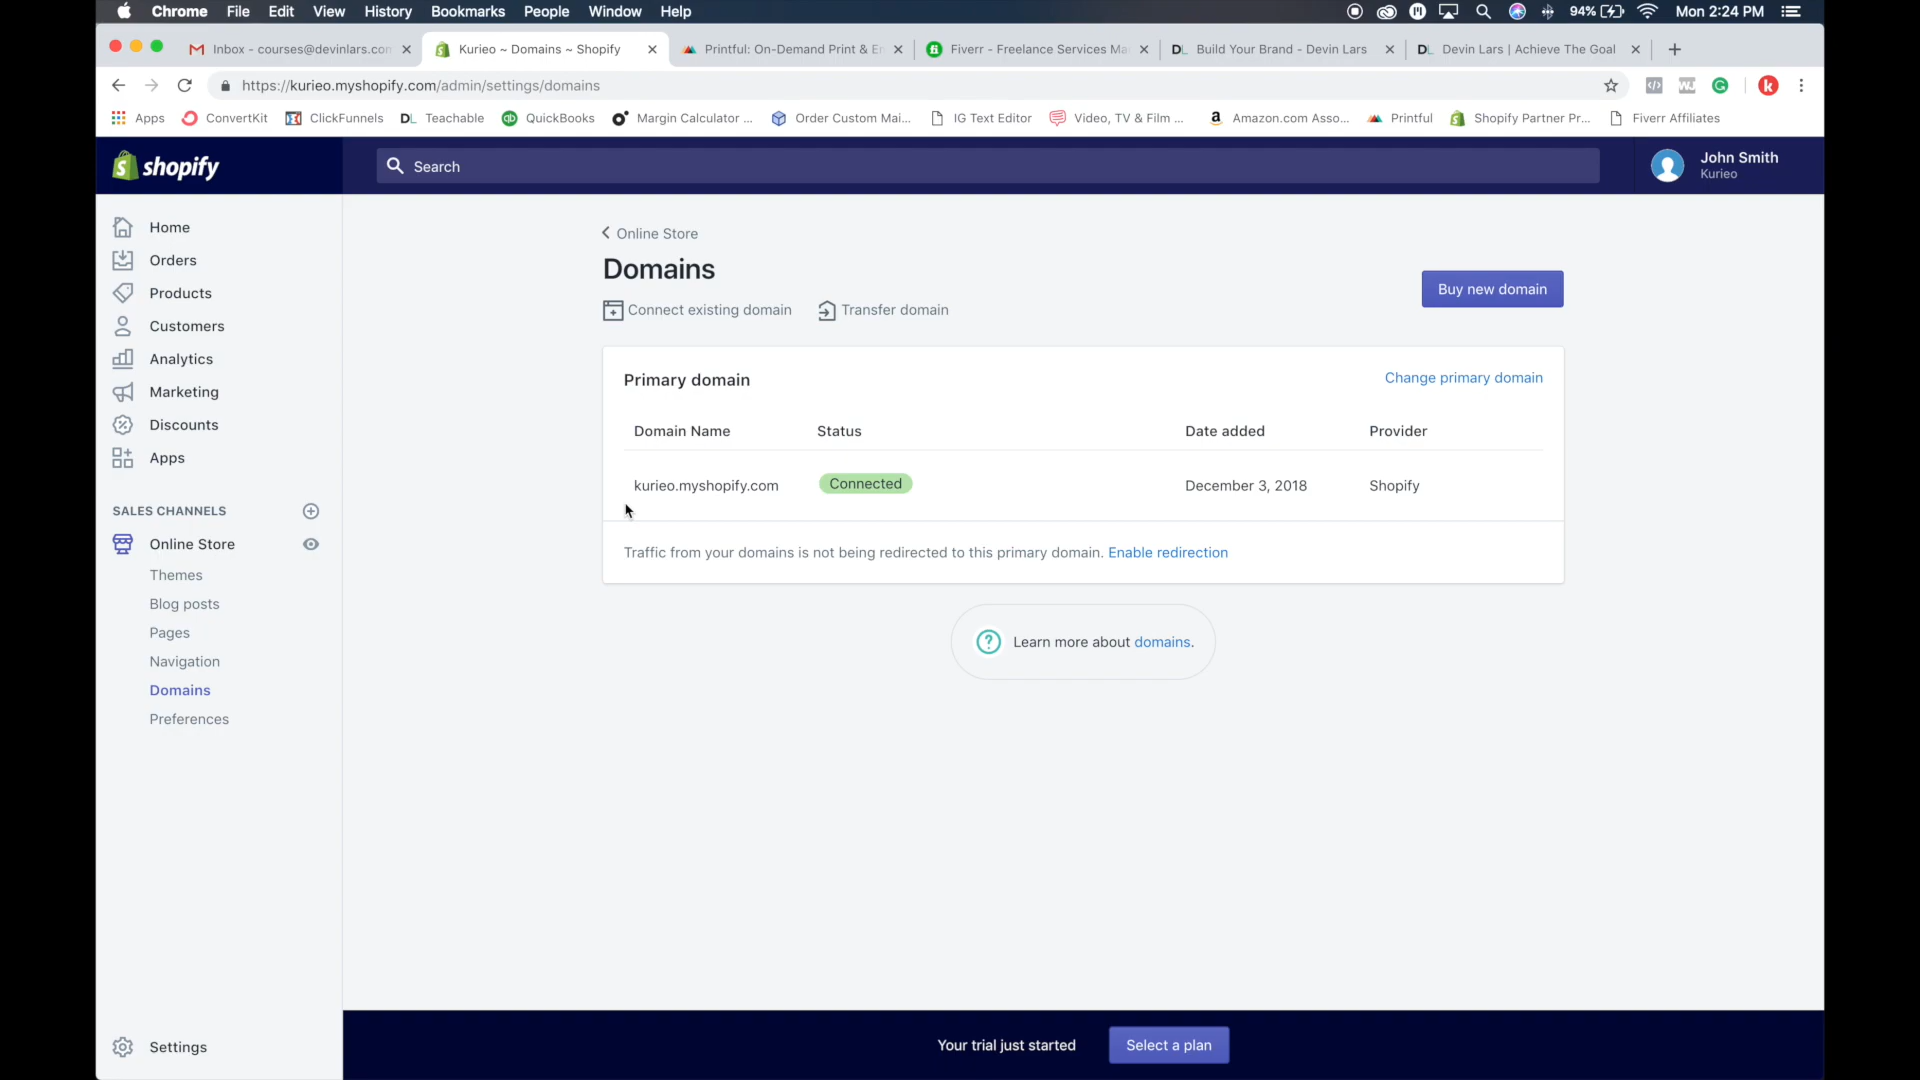 Chrome File Edit View History Bookmarks People Window Help 94% Mon 2:24 PM
Inbox - courses@devinlars.con Kurieo ~ Domains ~ Shopify Printful: On-Demand Print & En Fiverr - Freelance Services Ma DL Build Your Brand - Devin Lars DL Devin Lars | Achieve The Goal
https://kurieo.myshopify.com/admin/settings/domains k
Apps ConvertKit ClickFunnels DL Teachable qb QuickBooks Margin Calculator ... Order Custom Mai... IG Text Editor Video, TV & Film ... a Amazon.com Asso... Printful Shopify Partner Pr... Fiverr Affiliates
shopify Search John Smith
Kurieo
Home
Orders
Products
Customers
Analytics
Marketing
Discounts
Apps
SALES CHANNELS
Online Store
Themes
Blog posts
Pages
Navigation
Domains
Preferences
Settings
Online Store
Domains
Connect existing domain Transfer domain
Buy new domain
Primary domain Change primary domain
Domain Name Status Date added Provider
kurieo.myshopify.com Connected December 3, 2018 Shopify
Traffic from your domains is not being redirected to this primary domain. Enable redirection
? Learn more about domains.
Your trial just started Select a plan